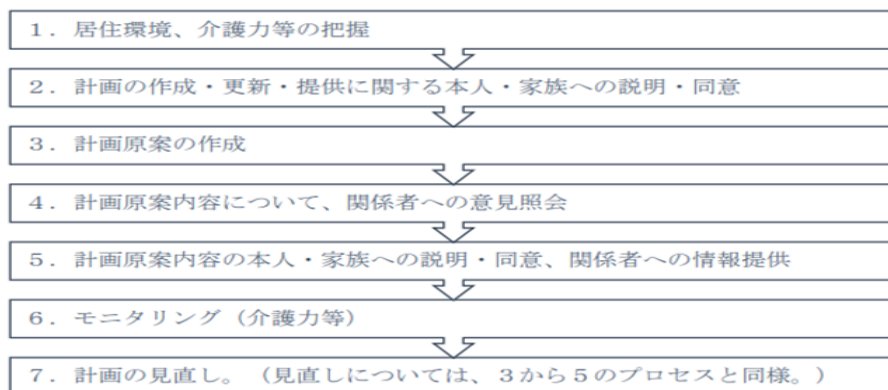 １．居住環境、介護力等の把握
２．計画の作成・更新・提供に関する本人・家族への説明・同意
３．計画原案の作成
４．計画原案内容について、関係者への意見照会
５．計画原案内容の本人・家族への説明・同意、関係者への情報提供
６．モニタリング（介護力等）
７．計画の見直し。（見直しについては、３から５のプロセスと同様。）